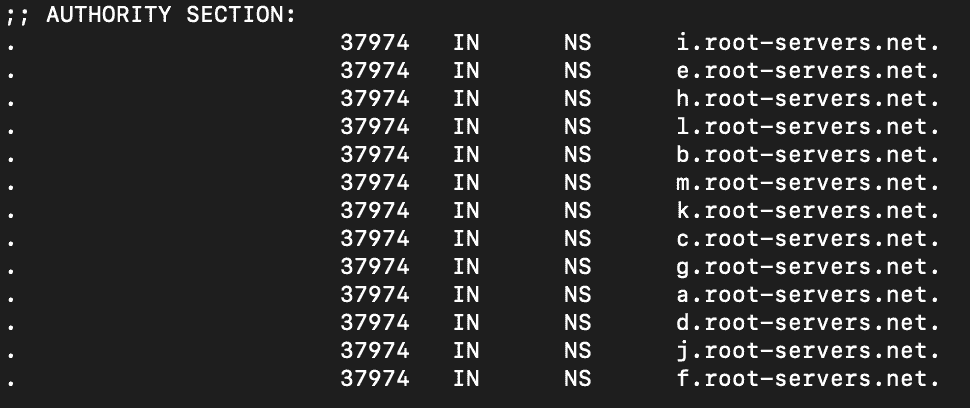 ;; AUTHORITY SECTION:
. 37974 IN NS i.root-servers.net.
. 37974 IN NS e.root-servers.net.
. 37974 IN NS h.root-servers.net.
. 37974 IN NS l.root-servers.net.
. 37974 IN NS b.root-servers.net.
. 37974 IN NS m.root-servers.net.
. 37974 IN NS k.root-servers.net.
. 37974 IN NS c.root-servers.net.
. 37974 IN NS g.root-servers.net.
. 37974 IN NS a.root-servers.net.
. 37974 IN NS d.root-servers.net.
. 37974 IN NS j.root-servers.net.
. 37974 IN NS f.root-servers.net.